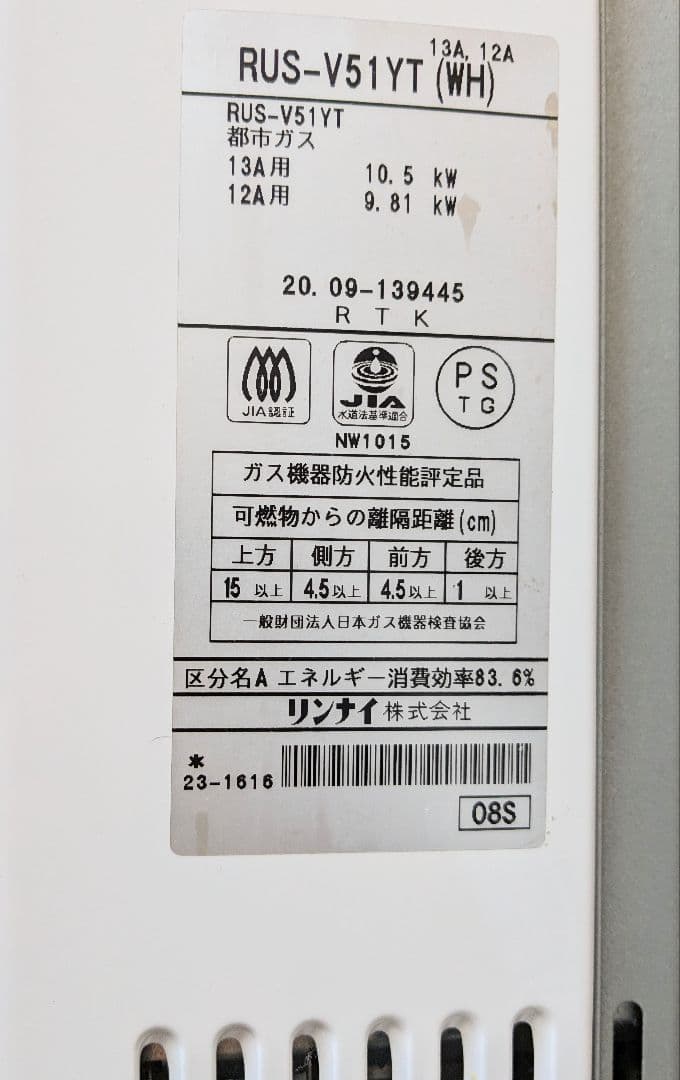 13A, 12A
RUS-V51YT (WH)
RUS-V51YT
都市ガス
13A用 10.5 kW
12A用 9.81 kW
20. 09-139445
R T K
JIA認証
JIA
水道法基準適合
PS
TG
NW1015
ガス機器防火性能評定品
可燃物からの離隔距離(cm)
上方 側方 前方 後方
15 以上 4.5以上 4.5以上 1 以上
一般財団法人日本ガス機器検査協会
区分名A エネルギー消費効率83.6%
リンナイ株式会社
*
23-1616
08S